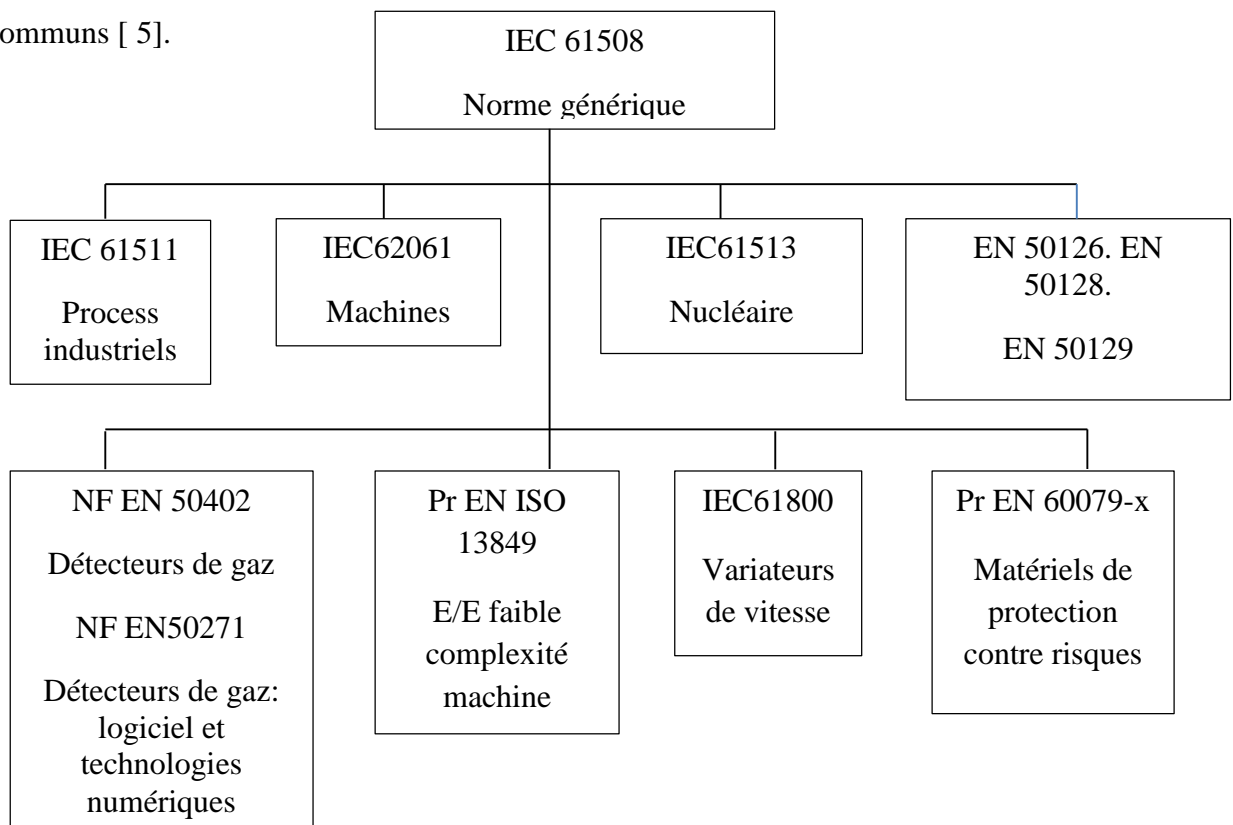 ommuns [ 5].
IEC 61508
Norme générique
IEC 61511
Process
industriels
IEC62061
Machines
IEC61513
Nucléaire
EN 50126. EN
50128.
EN 50129
NF EN 50402
Détecteurs de gaz
NF EN50271
Détecteurs de gaz:
logiciel et
technologies
numériques
Pr EN ISO
13849
E/E faible
complexité
machine
IEC61800
Variateurs
de vitesse
Pr EN 60079-x
Matériels de
protection
contre risques